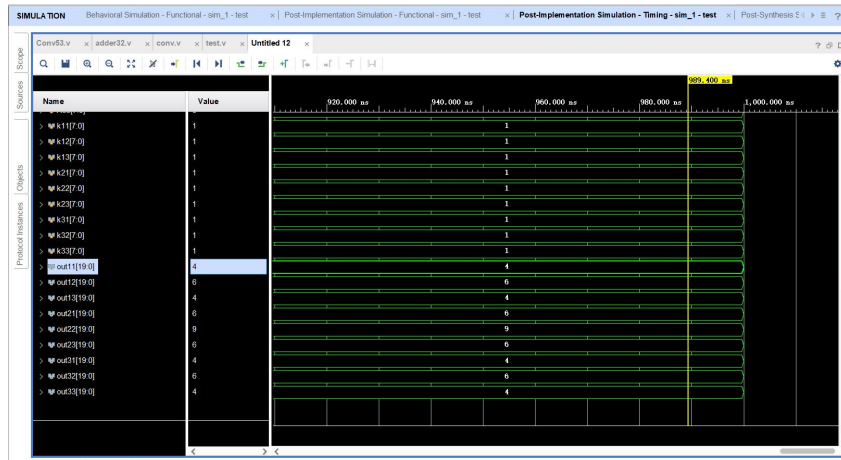 SIMULATION Behavioral Simulation - Functional - sim_1 - test × Post-Implementation Simulation - Functional - sim_1 - test × Post-Implementation Simulation - Timing - sim_1 - test × Post-Synthesis S
Conv53.v × adder32.v × conv.v × test.v × Untitled 12 ×
Scope
Sources
Objects
Protocol Instances
989.400 ns
Name Value 920.000 ns 940.000 ns 960.000 ns 980.000 ns 1,000.000 ns
k11[7:0] 1 1
k12[7:0] 1 1
k13[7:0] 1 1
k21[7:0] 1 1
k22[7:0] 1 1
k23[7:0] 1 1
k31[7:0] 1 1
k32[7:0] 1 1
k33[7:0] 1 1
out11[19:0] 4 4
out12[19:0] 6 6
out13[19:0] 4 4
out21[19:0] 6 6
out22[19:0] 9 9
out23[19:0] 6 6
out31[19:0] 4 4
out32[19:0] 6 6
out33[19:0] 4 4